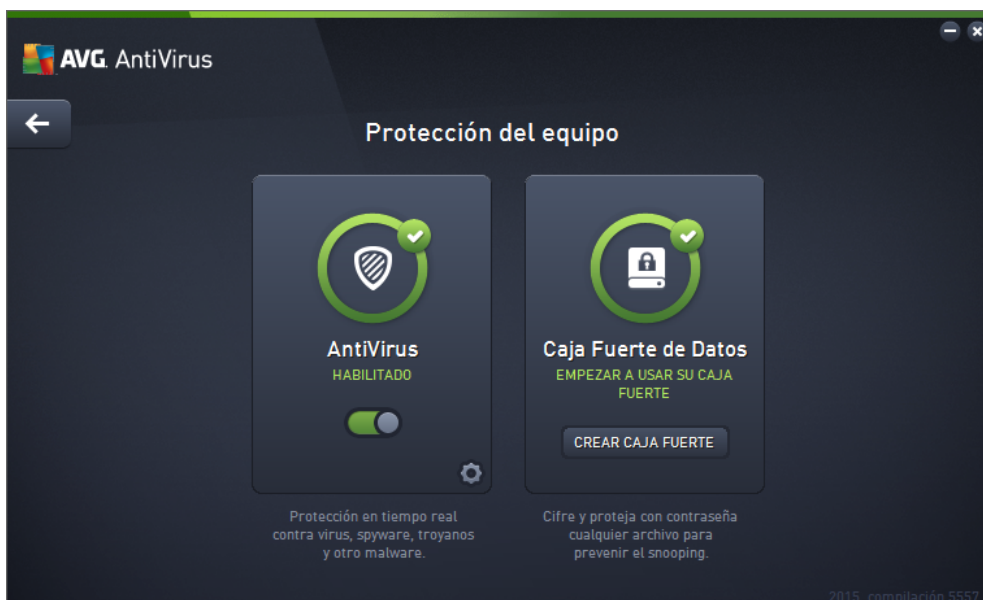 AVG. AntiVirus
Protección del equipo
AntiVirus
HABILITADO
Protección en tiempo real
contra virus, spyware, troyanos
y otro malware.
Caja Fuerte de Datos
EMPEZAR A USAR SU CAJA
FUERTE
CREAR CAJA FUERTE
Cifre y proteja con contraseña
cualquier archivo para
prevenir el snooping.
2015. compilación 5557